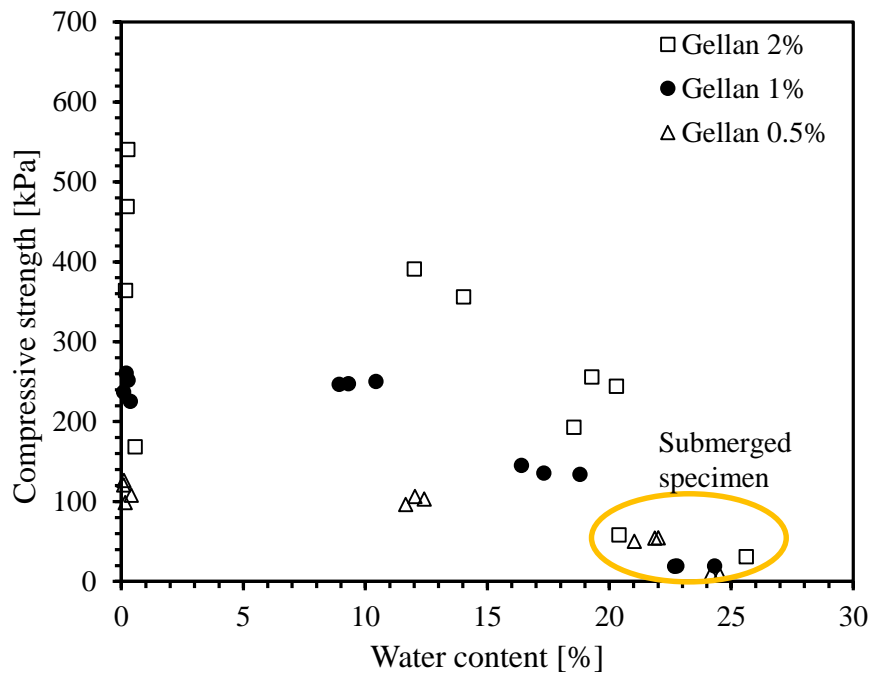 700
600
500
400
300
200
100
0
Compressive strength [kPa]
Gellan 2%
Gellan 1%
Gellan 0.5%
Submerged
specimen
0 5 10 15 20 25 30
Water content [%]